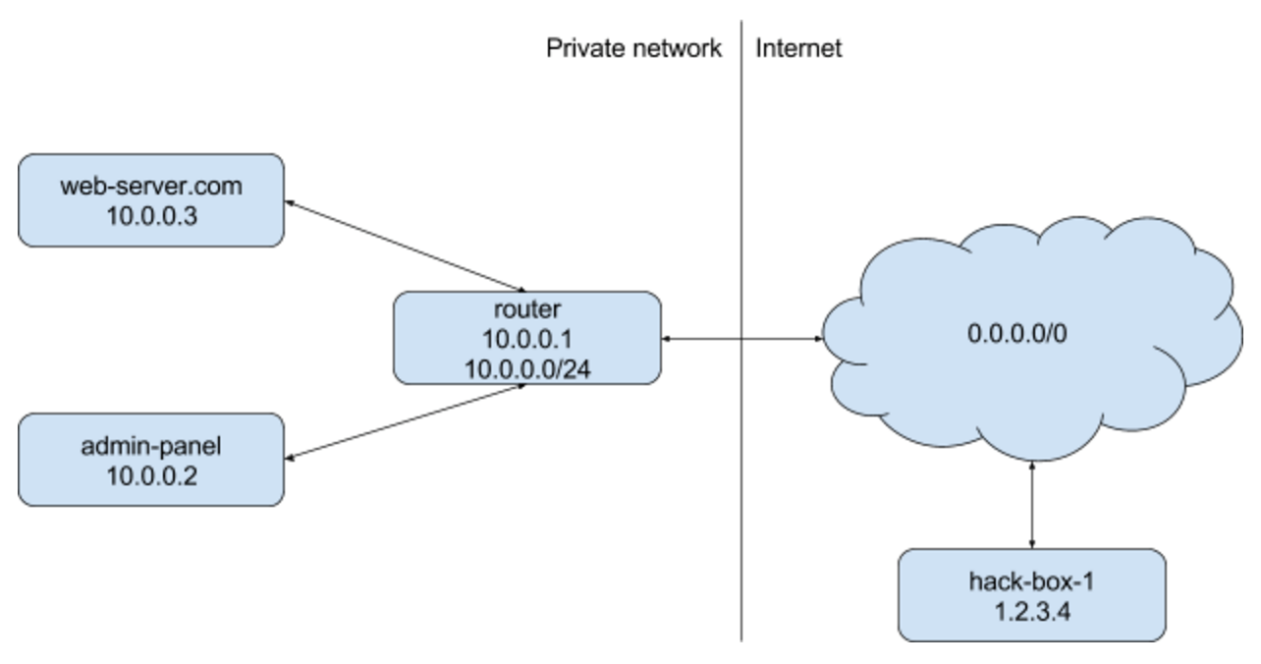 Private network
Internet
web-server.com
10.0.0.3
router
10.0.0.1
10.0.0.0/24
0.0.0.0/0
admin-panel
10.0.0.2
hack-box-1
1.2.3.4